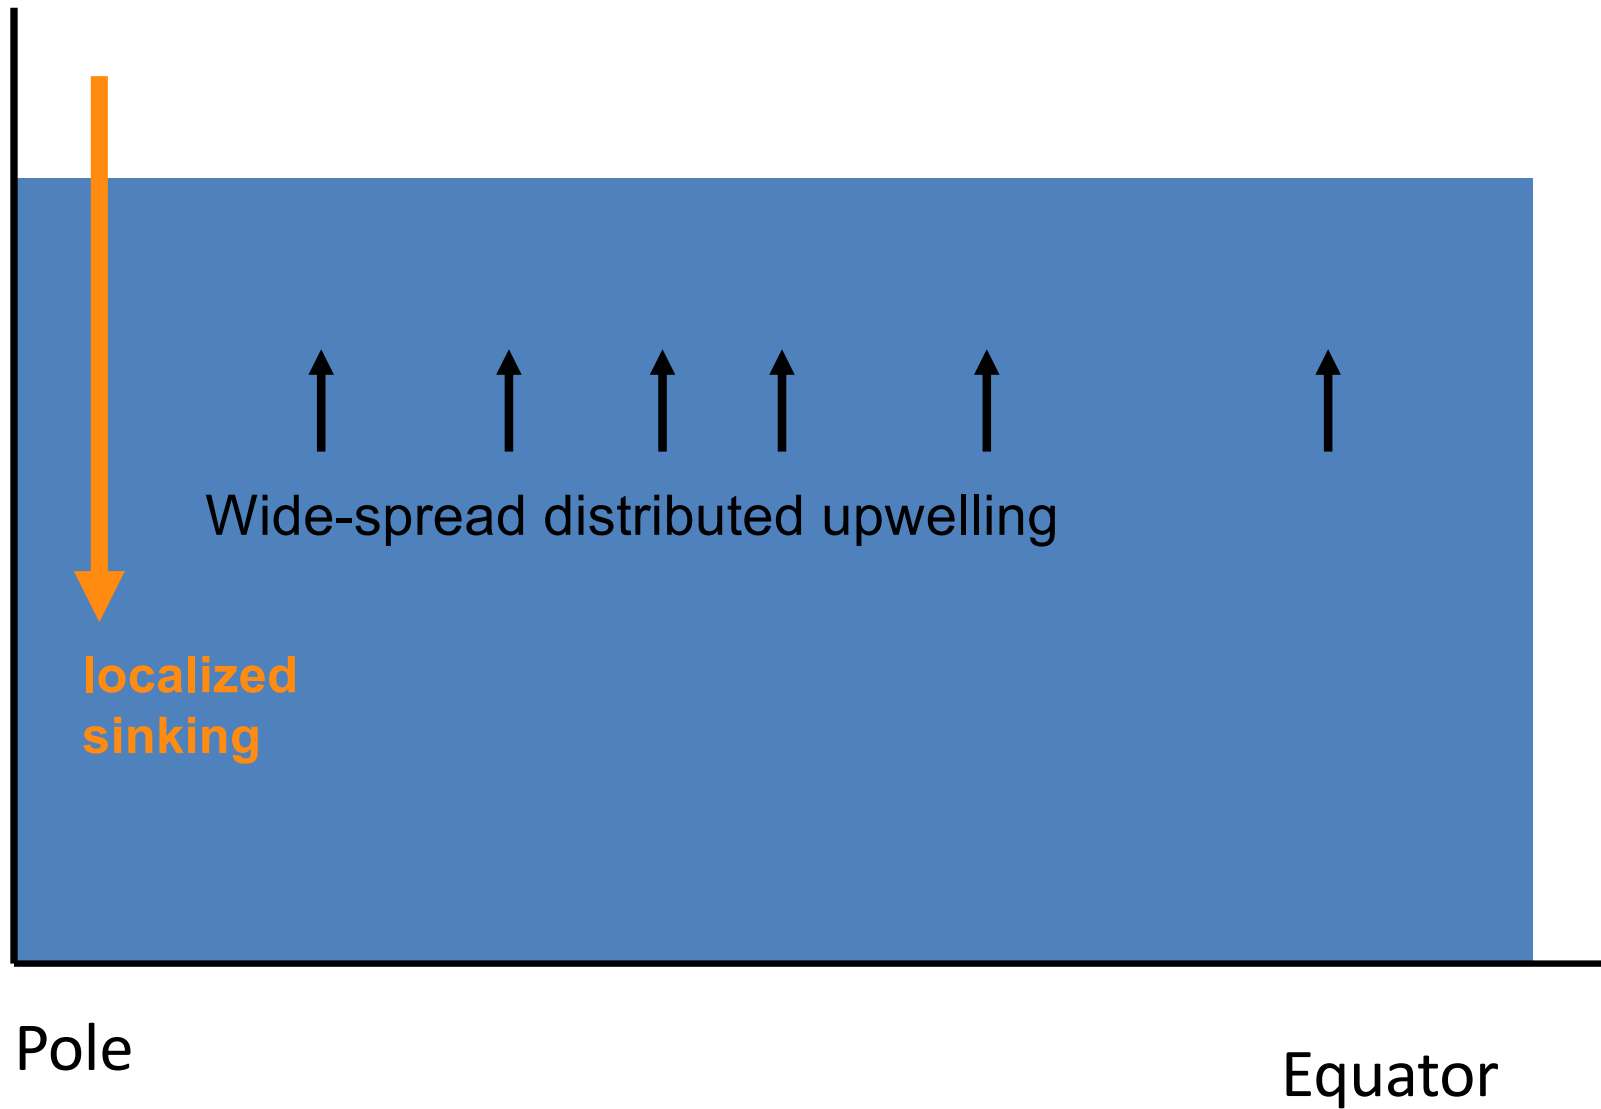 Wide-spread distributed upwelling
localized
sinking
Pole
Equator